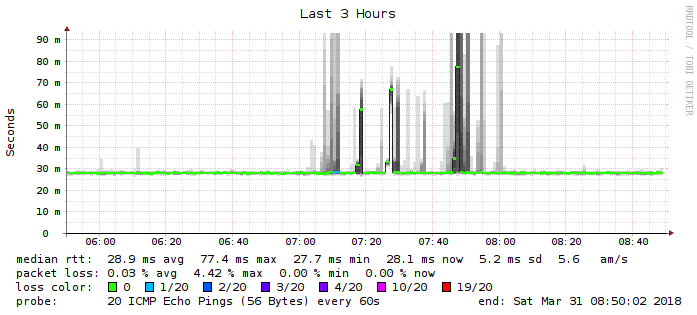 Last 3 Hours
RRDTOOL / TOBI OETIKER
Seconds
90 m
80 m
70 m
60 m
50 m
40 m
30 m
20 m
10 m
0
06:00 06:20 06:40 07:00 07:20 07:40 08:00 08:20 08:40
median rtt: 28.9 ms avg 77.4 ms max 27.7 ms min 28.1 ms now 5.2 ms sd 5.6 am/s
packet loss: 0.03 % avg 4.42 % max 0.00 % min 0.00 % now
loss color: 0 1/20 2/20 3/20 4/20 10/20 19/20
probe: 20 ICMP Echo Pings (56 Bytes) every 60s end: Sat Mar 31 08:50:02 2018